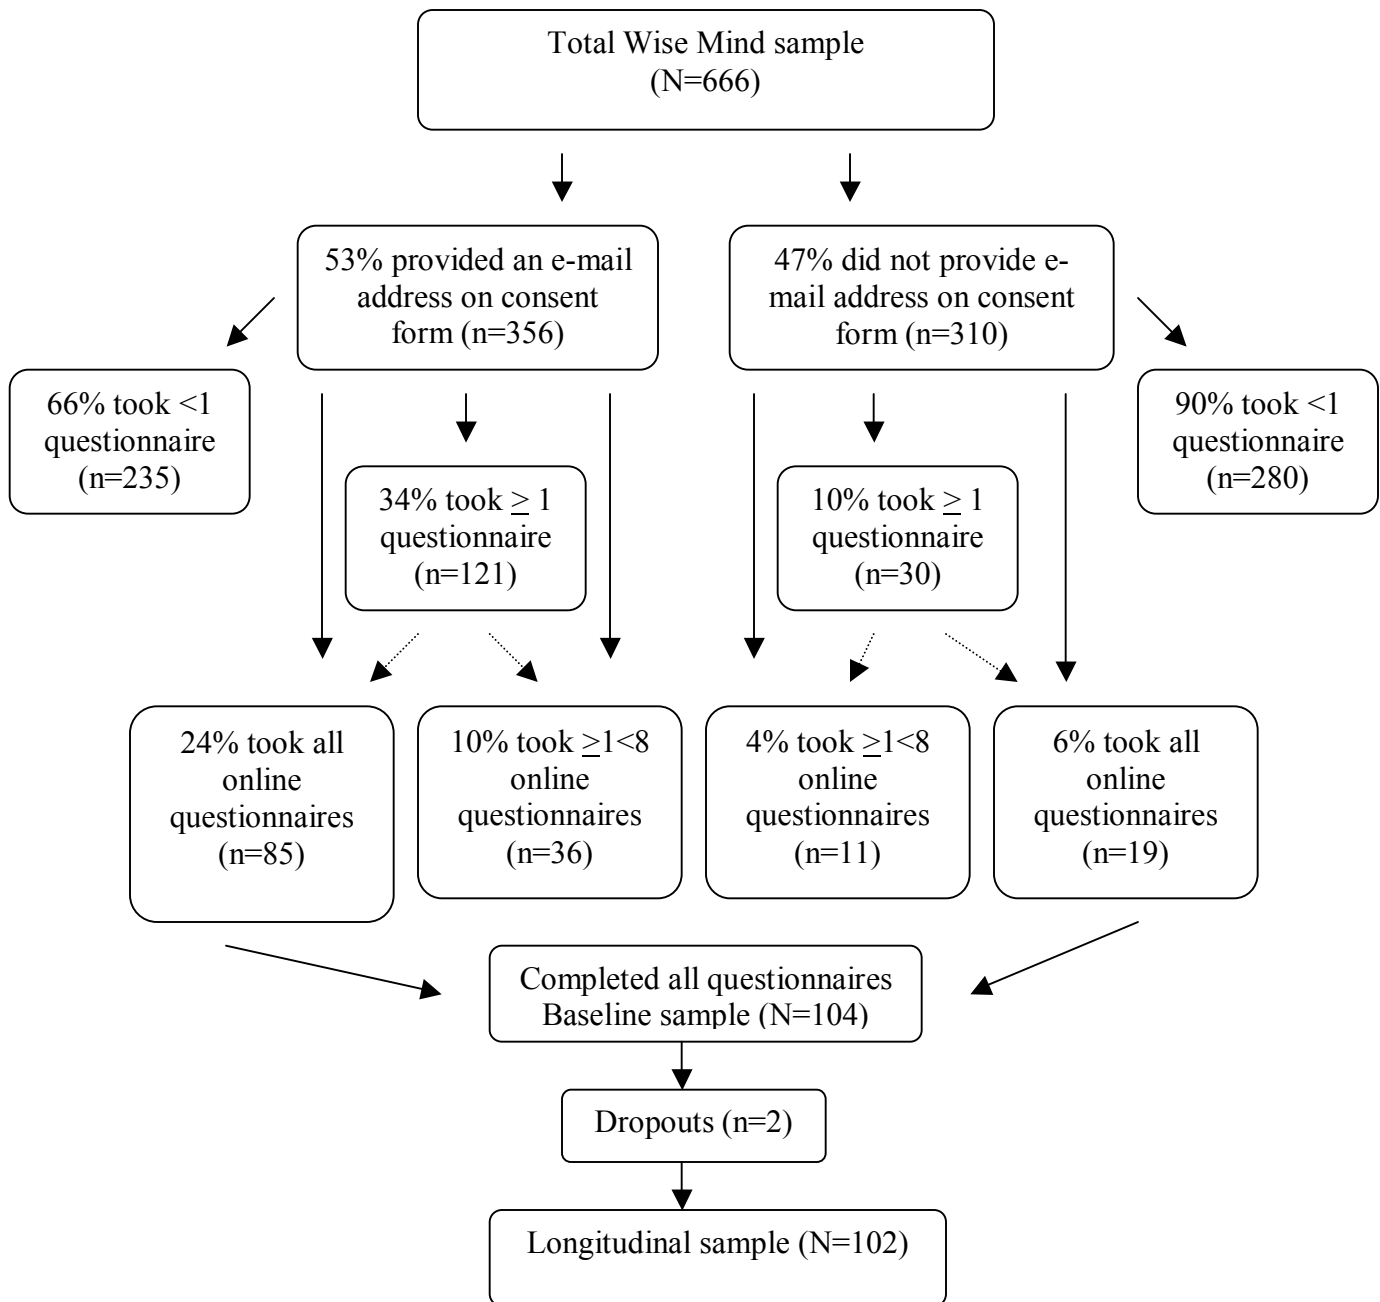 Total Wise Mind sample
(N=666)
53% provided an e-mail
address on consent
form (n=356)
47% did not provide e-
mail address on consent
form (n=310)
66% took <1
questionnaire
(n=235)
90% took <1
questionnaire
(n=280)
34% took ≥ 1
questionnaire
(n=121)
10% took ≥ 1
questionnaire
(n=30)
24% took all
online
questionnaires
(n=85)
10% took ≥1<8
online
questionnaires
(n=36)
4% took ≥1<8
online
questionnaires
(n=11)
6% took all
online
questionnaires
(n=19)
Completed all questionnaires
Baseline sample (N=104)
Dropouts (n=2)
Longitudinal sample (N=102)